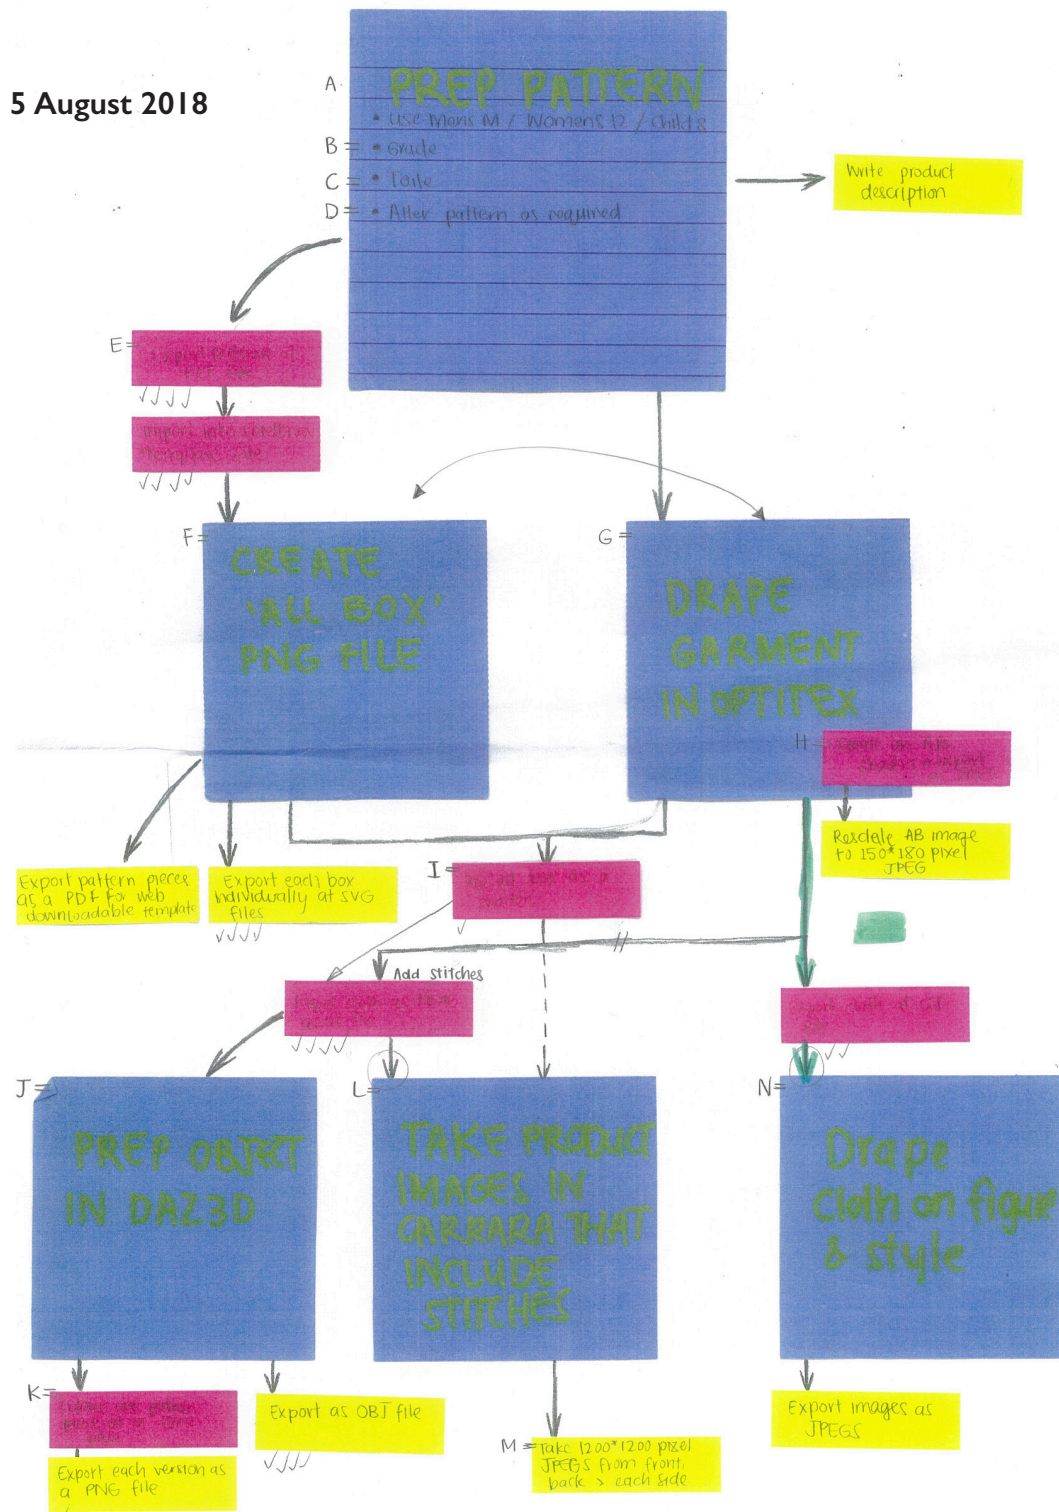 5 August 2018
A.
PREP PATTERN
• Use Mens M / Womens 12 / Child 8
B = • Grade
C = • Toile
D = • Alter pattern as required
Write product
description
E =
Import into
F =
CREATE
'ALL BOX'
PNG FILE
G =
DRAPE
GARMENT
IN OPTITEX
H =
Resclale AB image
to 150*180 pixel
JPEG
Export pattern pieces
as a PDF for web
downloadable template
Export each box
individually at SVG
files
I =
Add stitches
J =
PREP OBJECT
IN DAZ3D
L =
TAKE PRODUCT
IMAGES IN
CARRARA THAT
INCLUDE
STITCHES
N =
Drape
Cloth on figure
& style
K =
Export as OBJ file
Export each version as
a PNG file
M = Take 1200*1200 pixel
JPEGS from front,
back > each side
Export images as
JPEGS